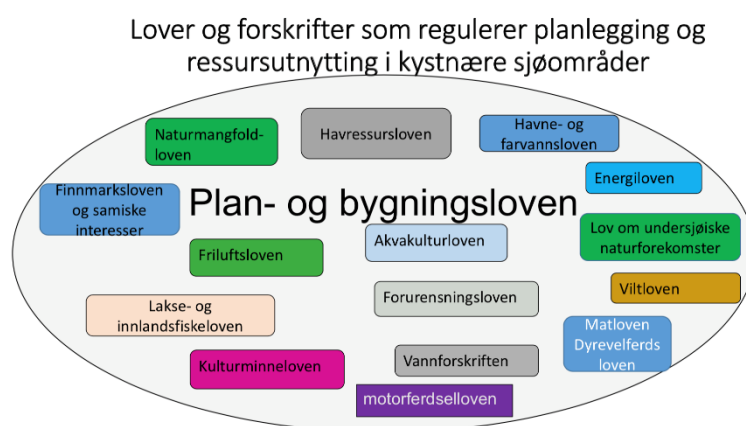 Lover og forskrifter som regulerer planlegging og
ressursutnytting i kystnære sjøområder
Naturmangfold-
loven
Havressursloven
Havne- og
farvannsloven
Energiloven
Finnmarksloven
og samiske
interesser
Plan- og bygningsloven
Lov om undersjøiske
naturforekomster
Friluftsloven
Akvakulturloven
Viltloven
Lakse- og
innlandsfiskeloven
Forurensningsloven
Matloven
Dyrevelferds
loven
Kulturminneloven
Vannforskriften
motorferdselloven